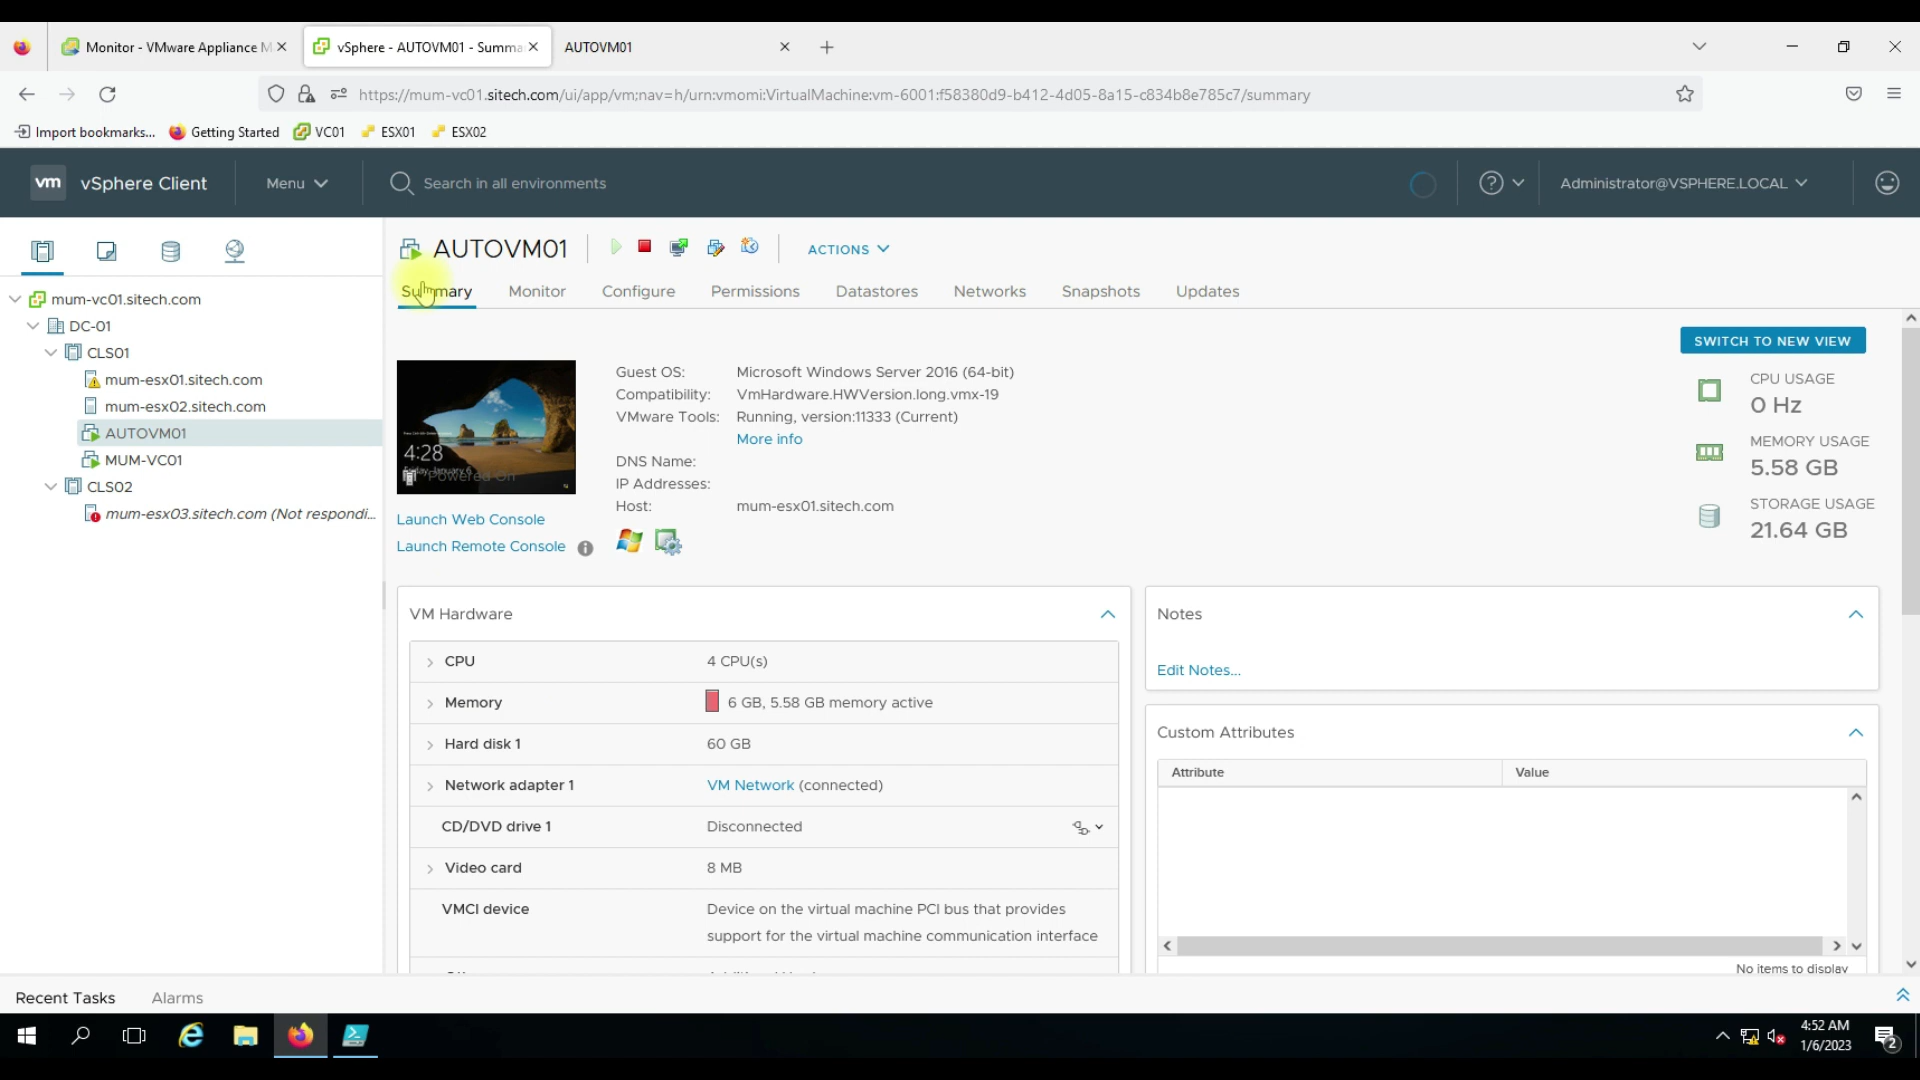 Monitor - VMware Appliance M
vSphere - AUTOVM01 - Summa
AUTOVM01
https://mum-vc01.sitech.com/ui/app/vm;nav=h/urn:vmomi:VirtualMachine:vm-6001:f58380d9-b412-4d05-8a15-c834b8e785c7/summary
Import bookmarks...
Getting Started
VC01
ESX01
ESX02
vm
vSphere Client
Menu
Search in all environments
Administrator@VSPHERE.LOCAL
AUTOVM01
ACTIONS
Summary
Monitor
Configure
Permissions
Datastores
Networks
Snapshots
Updates
mum-vc01.sitech.com
DC-01
CLS01
mum-esx01.sitech.com
mum-esx02.sitech.com
AUTOVM01
MUM-VC01
CLS02
mum-esx03.sitech.com (Not respondi...
SWITCH TO NEW VIEW
4:28
Friday, January 6
Powered On
Launch Web Console
Launch Remote Console
Guest OS: Microsoft Windows Server 2016 (64-bit)
Compatibility: VmHardware.HWVersion.long.vmx-19
VMware Tools: Running, version:11333 (Current)
More info
DNS Name:
IP Addresses:
Host: mum-esx01.sitech.com
CPU USAGE
0 Hz
MEMORY USAGE
5.58 GB
STORAGE USAGE
21.64 GB
VM Hardware
CPU 4 CPU(s)
Memory 6 GB, 5.58 GB memory active
Hard disk 1 60 GB
Network adapter 1 VM Network (connected)
CD/DVD drive 1 Disconnected
Video card 8 MB
VMCI device Device on the virtual machine PCI bus that provides
support for the virtual machine communication interface
Notes
Edit Notes...
Custom Attributes
Attribute Value
No items to display
Recent Tasks
Alarms
4:52 AM
1/6/2023
2